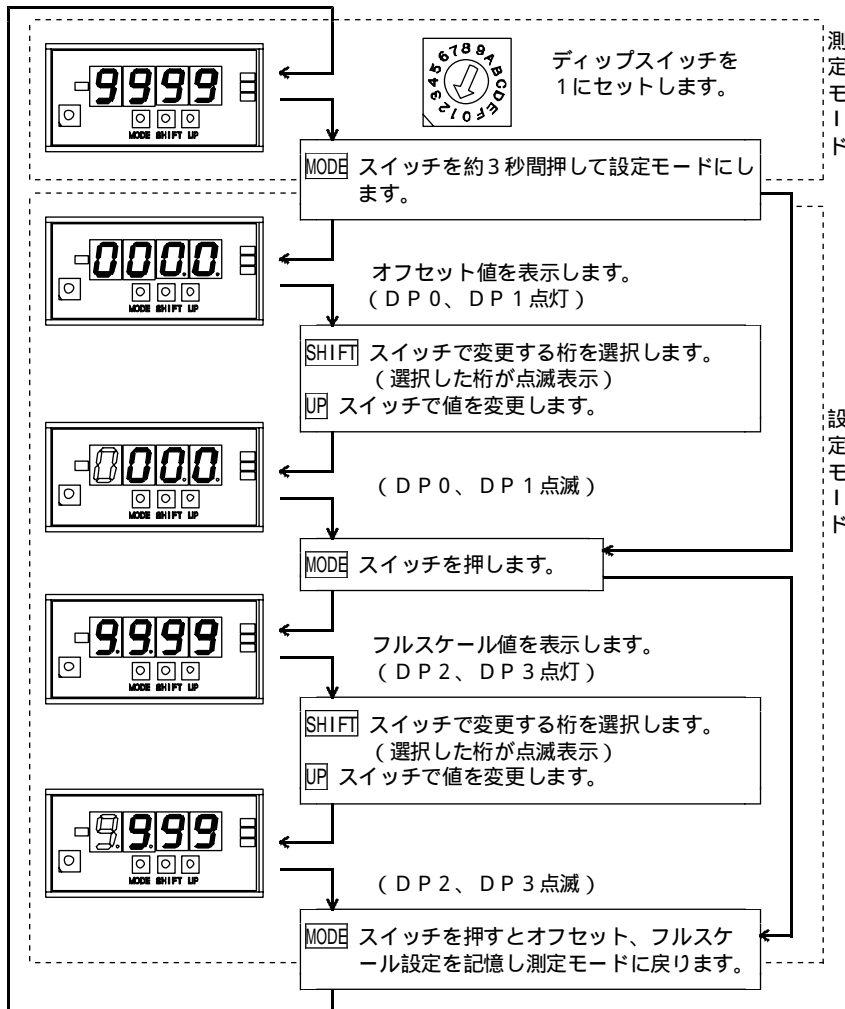 9999
MODE SHIFT UP
0123456789ABCDEF
ディップスイッチを
1にセットします。
測定モード
MODE スイッチを約3秒間押して設定モードにし
ます。
000.0.
MODE SHIFT UP
オフセット値を表示します。
(DP0、DP1点灯)
SHIFT スイッチで変更する桁を選択します。
(選択した桁が点滅表示)
UP スイッチで値を変更します。
設定モード
000.0.
MODE SHIFT UP
(DP0、DP1点滅)
MODE スイッチを押します。
9.9.99
MODE SHIFT UP
フルスケール値を表示します。
(DP2、DP3点灯)
SHIFT スイッチで変更する桁を選択します。
(選択した桁が点滅表示)
UP スイッチで値を変更します。
9.9.99
MODE SHIFT UP
(DP2、DP3点滅)
MODE スイッチを押すとオフセット、フルスケ
ール設定を記憶し測定モードに戻ります。